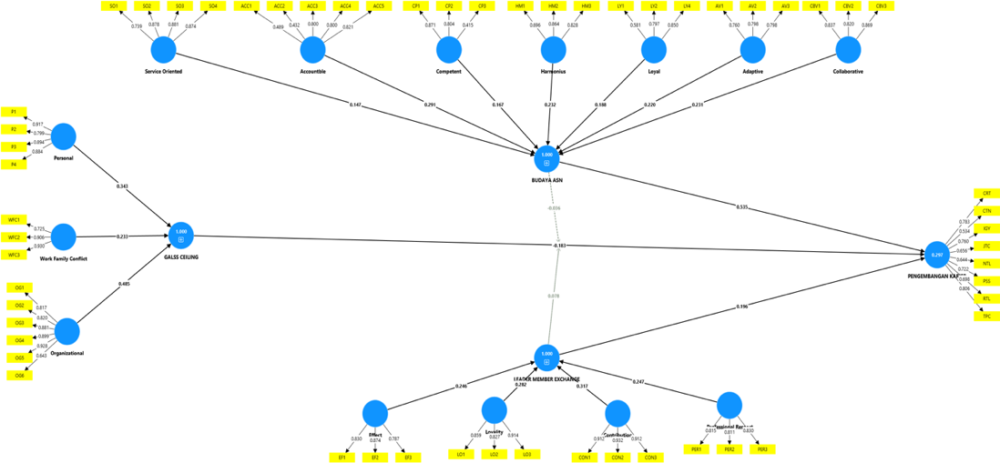 SO1 SO2 SO3 SO4 ACC1 ACC2 ACC3 ACC4 ACC5 CP1 CP2 CP3 HM1 HM2 HM3 LY1 LY2 LY4 AV1 AV2 AV3 CBV1 CBV2 CBV3
0.739 0.878 0.881 0.874 0.489 0.432 0.800 0.800 0.821 0.871 0.804 0.415 0.696 0.864 0.828 0.581 0.797 0.850 0.760 0.798 0.798 0.837 0.820 0.869
Service Oriented Accountble Competent Harmonius Loyal Adaptive Collaborative
0.147 0.291 0.167 0.232 0.188 0.220 0.231
P1
P2
P3
P4
0.917
0.799
0.894
0.884
Personal
0.343
1.000
BUDAYA ASN
WFC1
WFC2
WFC3
0.725
0.906
0.930
Work Family Conflict
0.233
1.000
GALSS CEILING
-0.036
0.535
-0.183
CRT
CTN
IGY
JTC
NTL
PSS
RTL
TPC
0.783
0.534
0.760
0.656
0.644
0.722
0.698
0.806
0.297
PENGEMBANGAN
OG1
OG2
OG3
OG4
OG5
OG6
0.817
0.820
0.881
0.899
0.928
0.643
Organizational
0.485
0.078
0.196
1.000
LEADER MEMBER EXCHANGE
0.246 0.282 0.317 0.247
Loyality Contribution
0.830 0.874 0.787 0.859 0.827 0.914 0.912 0.932 0.912 0.815 0.811 0.830
EF1 EF2 EF3 LO1 LO2 LO3 CON1 CON2 CON3 PER1 PER2 PER2